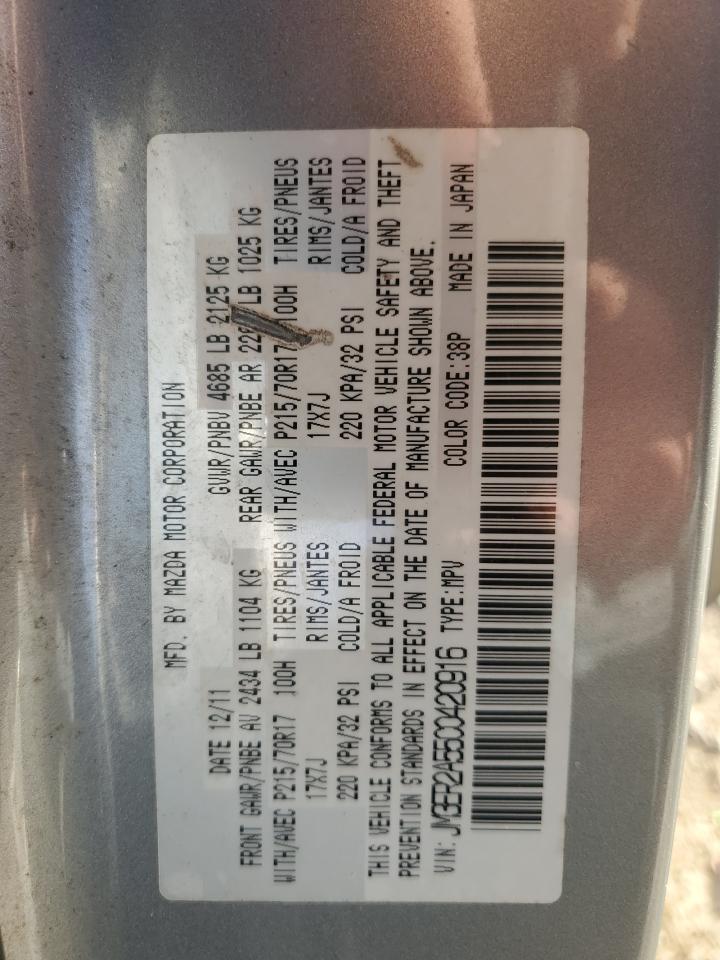 MFD. BY MAZDA MOTOR CORPORATION
DATE 12/11 GVWR/PNBV 4685 LB 2125 KG
FRONT GAWR/PNBE AV 2434 LB 1104 KG REAR GAWR/PNBE AR LB 1025 KG
WITH/AVEC P215/70R17 100H TIRES/PNEUS WITH/AVEC P215/70R17 100H TIRES/PNEUS
17X7J RIMS/JANTES 17X7J RIMS/JANTES
220 KPA/32 PSI COLD/A FROID 220 KPA/32 PSI COLD/A FROID
THIS VEHICLE CONFORMS TO ALL APPLICABLE FEDERAL MOTOR VEHICLE SAFETY AND THEFT
PREVENTION STANDARDS IN EFFECT ON THE DATE OF MANUFACTURE SHOWN ABOVE.
VIN: JM3ER2A55C0420916 TYPE:MPV COLOR CODE:38P MADE IN JAPAN